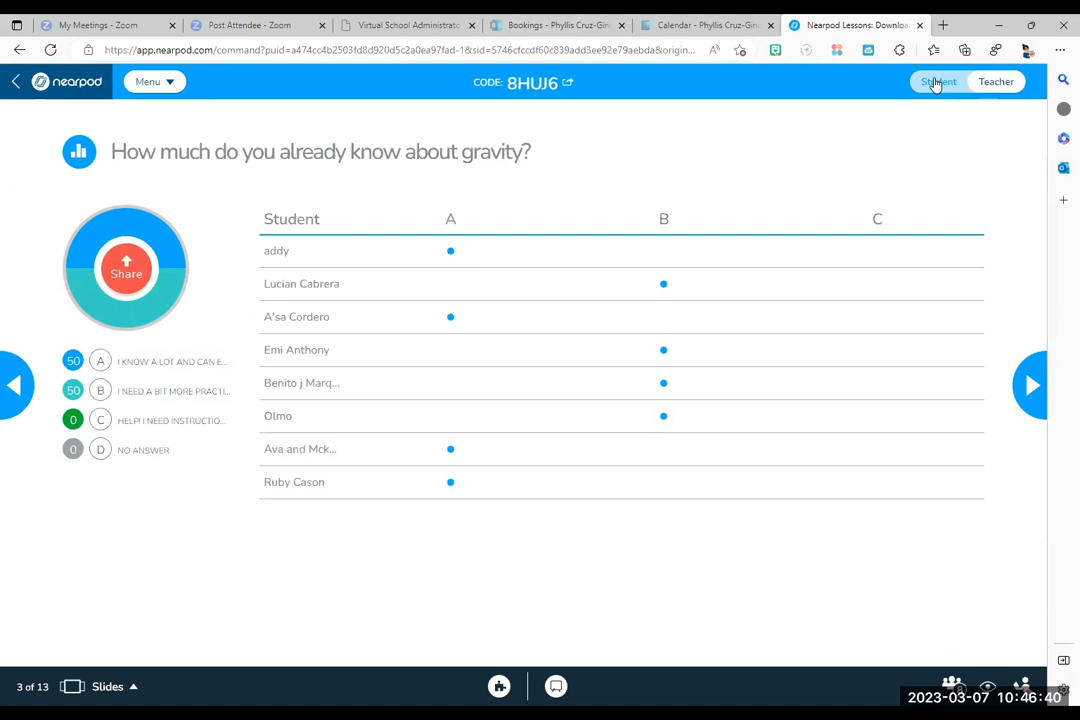 My Meetings - Zoom
Post Attendee - Zoom
Virtual School Administrato
Bookings - Phyllis Cruz-Gin
Calendar - Phyllis Cruz-Gin
Nearpod Lessons: Downloa
https://app.nearpod.com/command?puid=a474cc4b2503fd8d920d5c2a0ea97fad-1&sid=5746cfccdf60c839add3ee92e79aebda&origin...
nearpod
Menu
CODE: 8HUJ6
Student
Teacher
How much do you already know about gravity?
Share
50 A I KNOW A LOT AND CAN E...
50 B I NEED A BIT MORE PRACTI...
0 C HELP! I NEED INSTRUCTIO...
0 D NO ANSWER
Student A B C
addy
Lucian Cabrera
A'sa Cordero
Emi Anthony
Benito j Marq...
Olmo
Ava and Mck...
Ruby Cason
3 of 13
Slides
8
2023-03-07 10:46:40